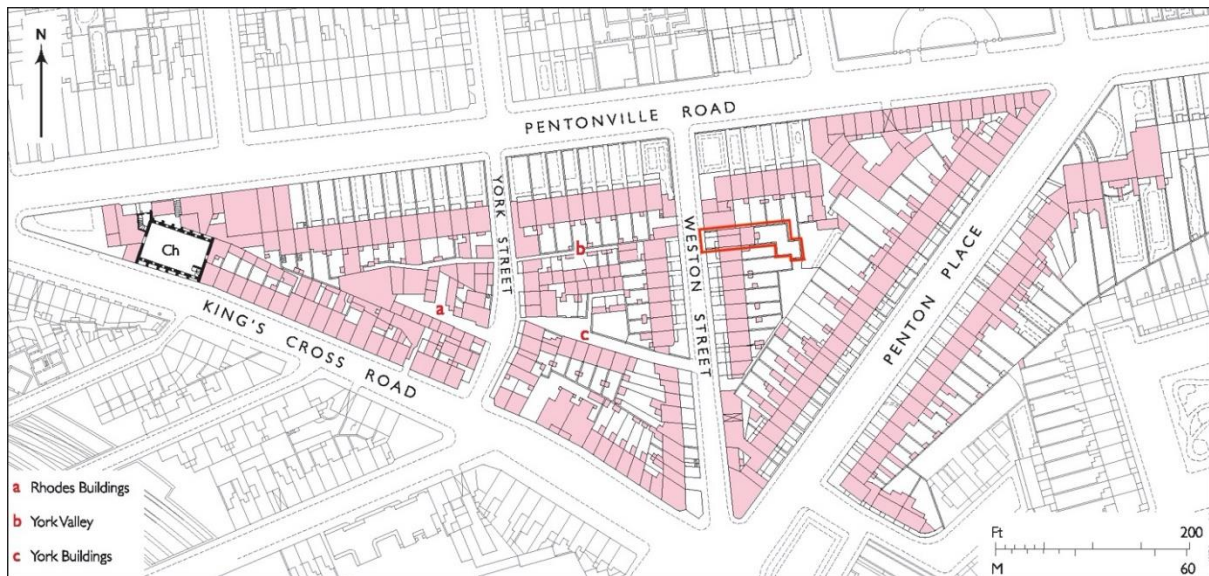 N
PENTONVILLE ROAD
YORK STREET
WESTON STREET
PENTON PLACE
KING'S CROSS ROAD
Ch
b
a
c
a Rhodes Buildings
b York Valley
c York Buildings
Ft 200
M 60